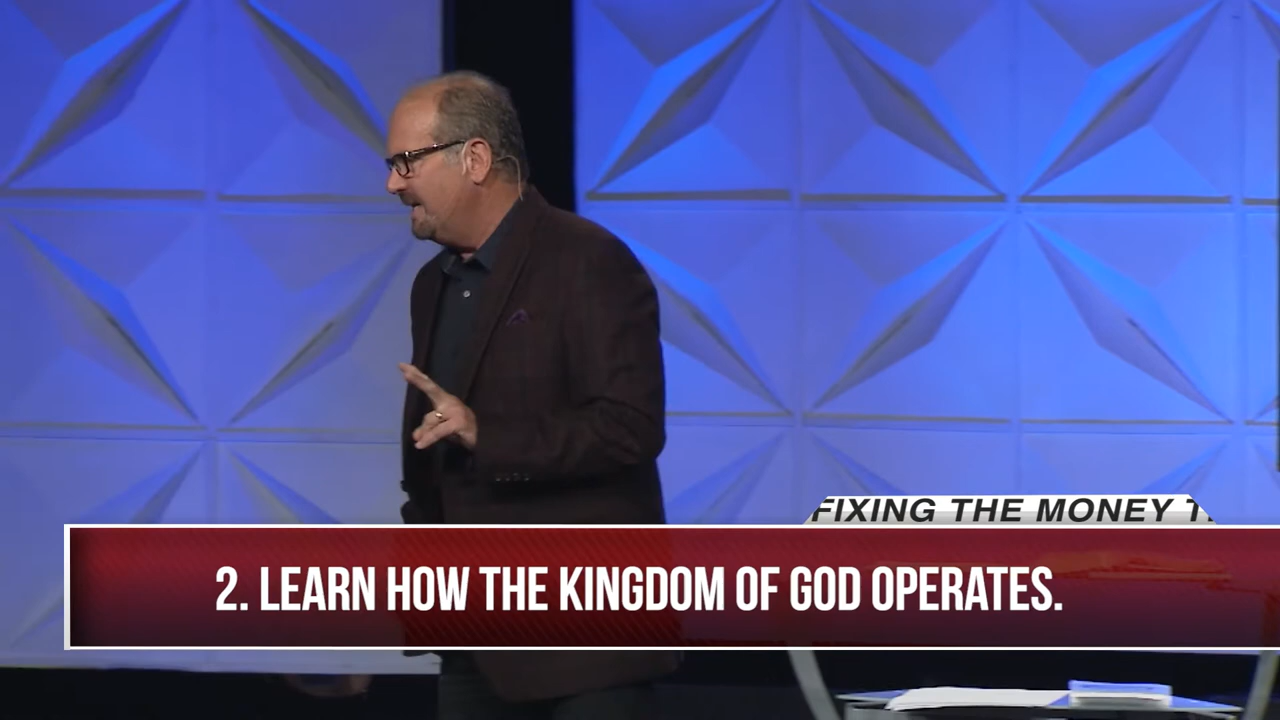 FIXING THE MONEY
2. LEARN HOW THE KINGDOM OF GOD OPERATES.